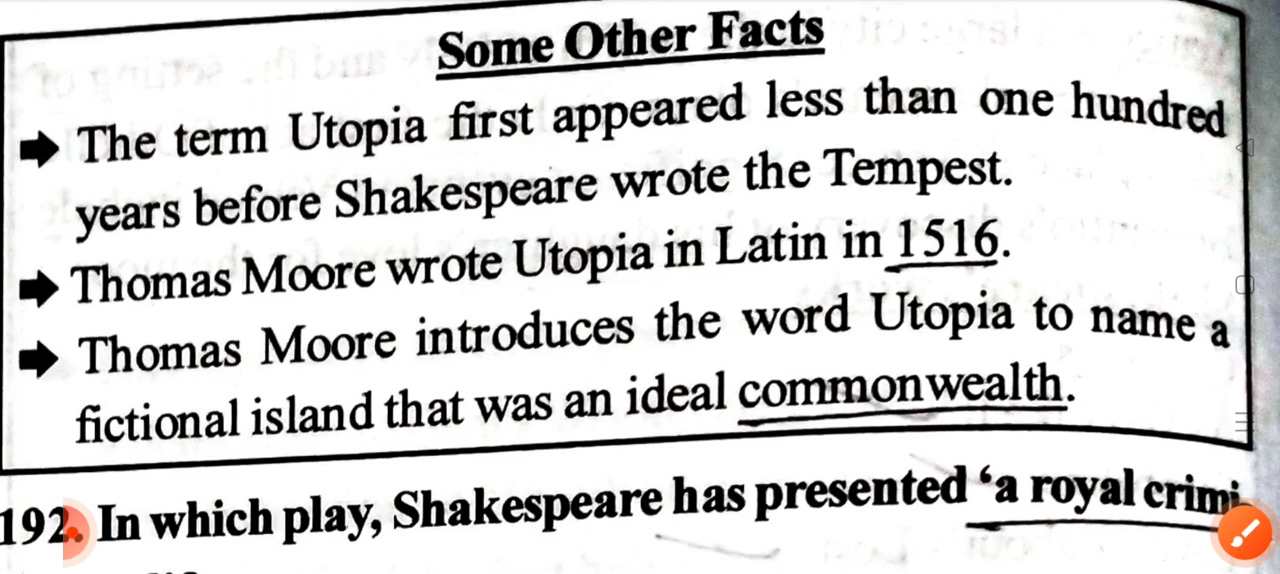 Some Other Facts
➡ The term Utopia first appeared less than one hundred
years before Shakespeare wrote the Tempest.
➡ Thomas Moore wrote Utopia in Latin in 1516.
➡ Thomas Moore introduces the word Utopia to name a
fictional island that was an ideal commonwealth.
192. In which play, Shakespeare has presented ‘a royal crimi